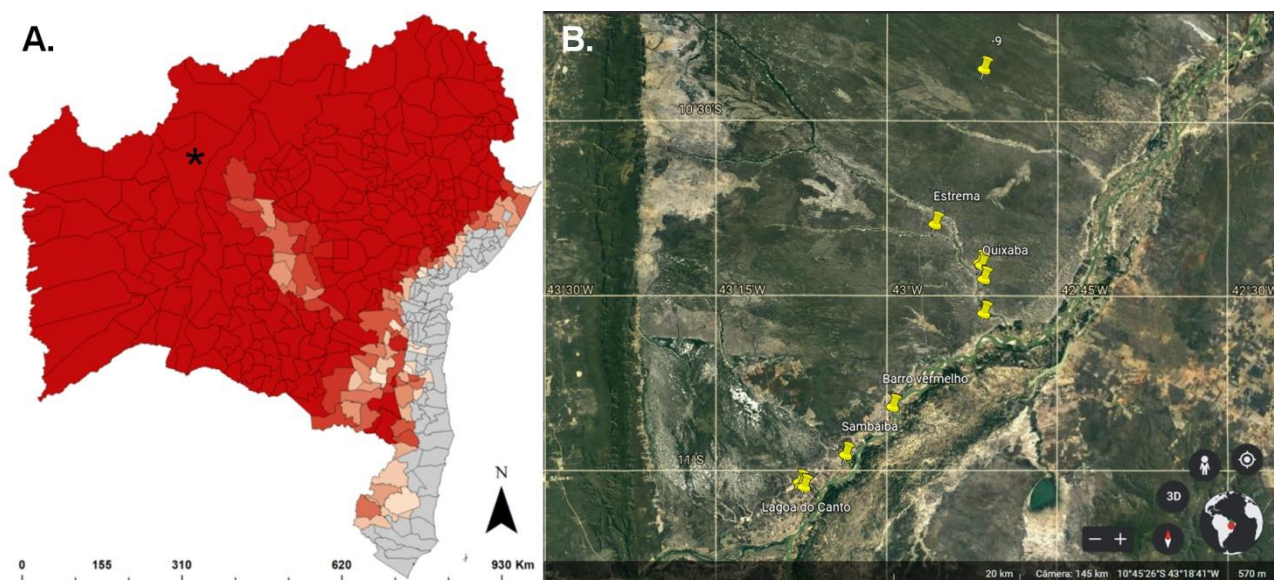 A.
*
N
0 155 310 620 930 Km
B.
-9
10°30'S
Estrema
Quixaba
43°30'W 43°15'W 43°W 42°45'W 42°30'W
Barro vermelho
Sambaiba
11°S
Lagoa do Canto
3D
20 km Câmera: 145 km 10°45'26"S 43°18'41"W 570 m